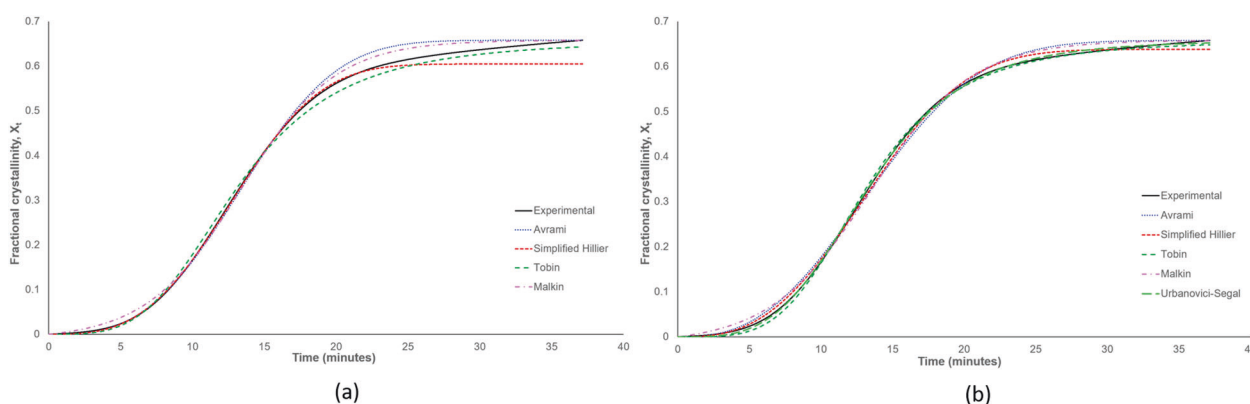 0.7
0.6
0.5
0.4
0.3
0.2
0.1
0
Fractional crystallinity, Xt
0 5 10 15 20 25 30 35 40
Time (minutes)
Experimental
Avrami
Simplified Hillier
Tobin
Malkin
(a)
0.7
0.6
0.5
0.4
0.3
0.2
0.1
0
Fractional crystallinity, Xt
0 5 10 15 20 25 30 35 40
Time (minutes)
Experimental
Avrami
Simplified Hillier
Tobin
Malkin
Urbanovici-Segal
(b)